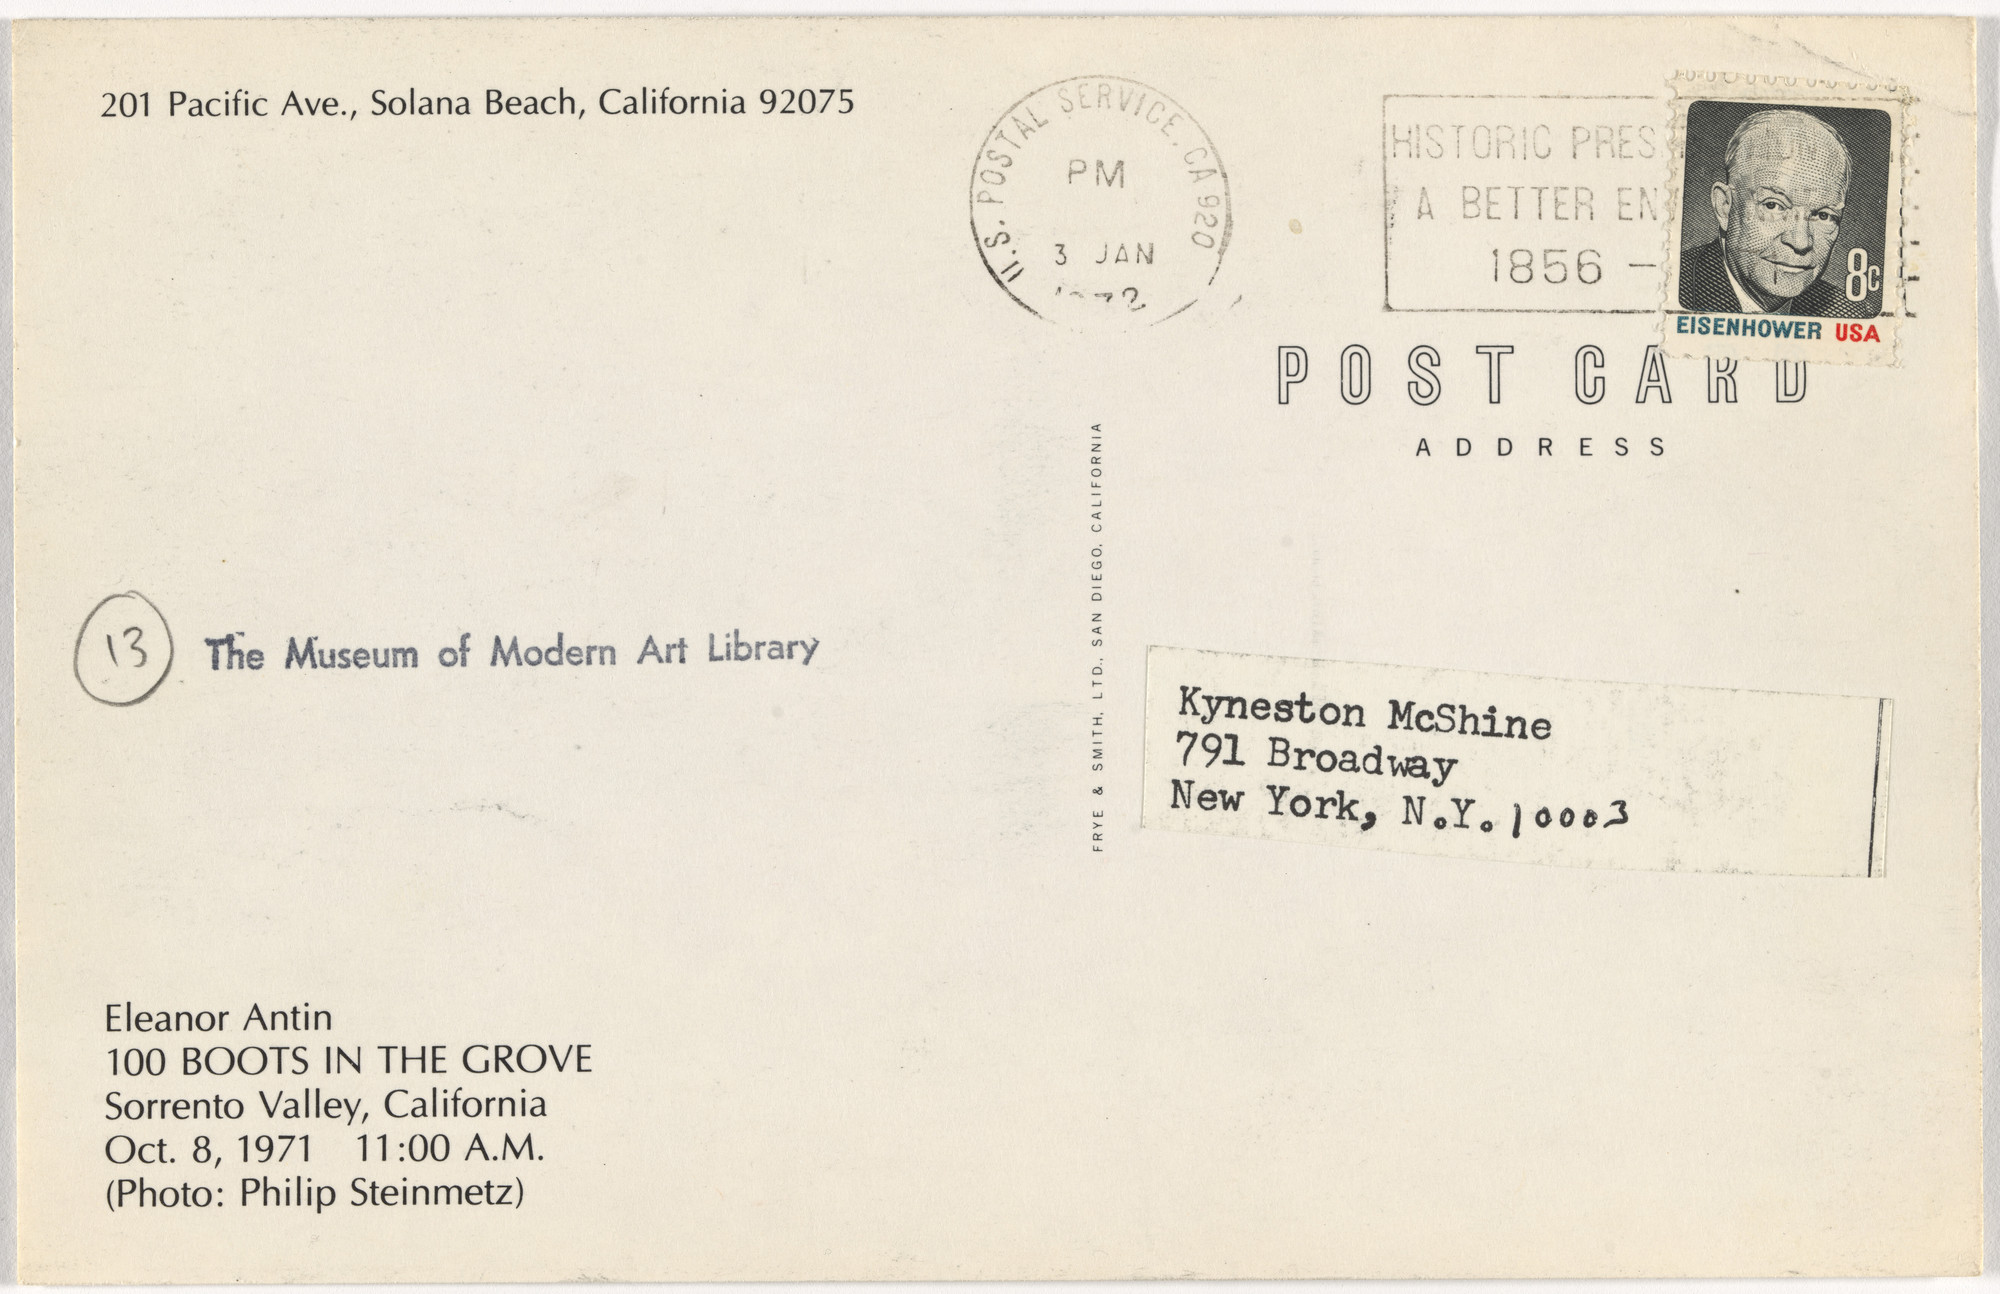 201 Pacific Ave., Solana Beach, California 92075
U.S. POSTAL SERVICE, CA 920
PM
3 JAN
1972
HISTORIC PRES
A BETTER EN
1856 –
8c
EISENHOWER USA
POST CARD
ADDRESS
FRYE & SMITH, LTD., SAN DIEGO, CALIFORNIA
13
The Museum of Modern Art Library
Kyneston McShine
791 Broadway
New York, N.Y. 10003
Eleanor Antin
100 BOOTS IN THE GROVE
Sorrento Valley, California
Oct. 8, 1971 11:00 A.M.
(Photo: Philip Steinmetz)